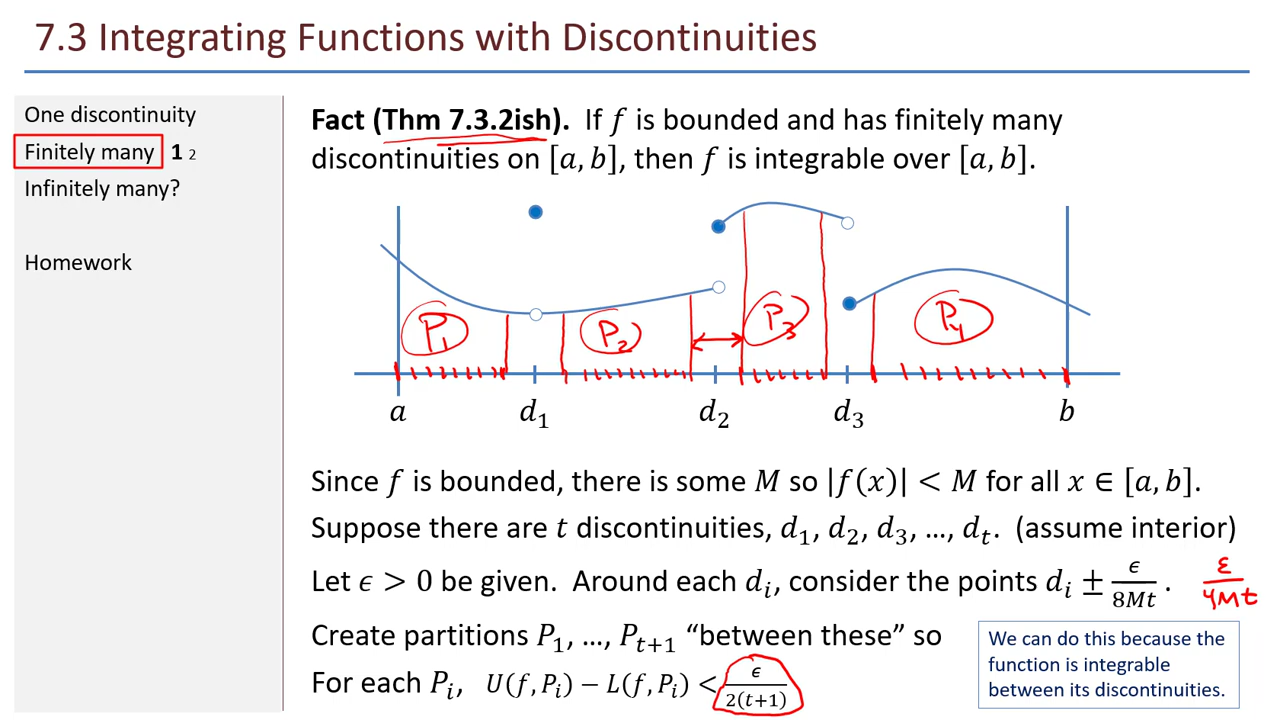 7.3 Integrating Functions with Discontinuities
One discontinuity
Finitely many 1 2
Infinitely many?
Homework
Fact (Thm 7.3.2ish). If f is bounded and has finitely many
discontinuities on [a, b], then f is integrable over [a, b].
P₁ P₂ P₃ P₄
a d₁ d₂ d₃ b
Since f is bounded, there is some M so |f(x)| < M for all x ∈ [a, b].
Suppose there are t discontinuities, d₁, d₂, d₃, …, dₜ. (assume interior)
Let ϵ > 0 be given. Around each dᵢ, consider the points dᵢ ± ϵ/8Mt . ε/4Mt
Create partitions P₁, …, Pₜ₊₁ “between these” so
For each Pᵢ, U(f, Pᵢ) − L(f, Pᵢ) < ϵ/2(t+1)
We can do this because the
function is integrable
between its discontinuities.